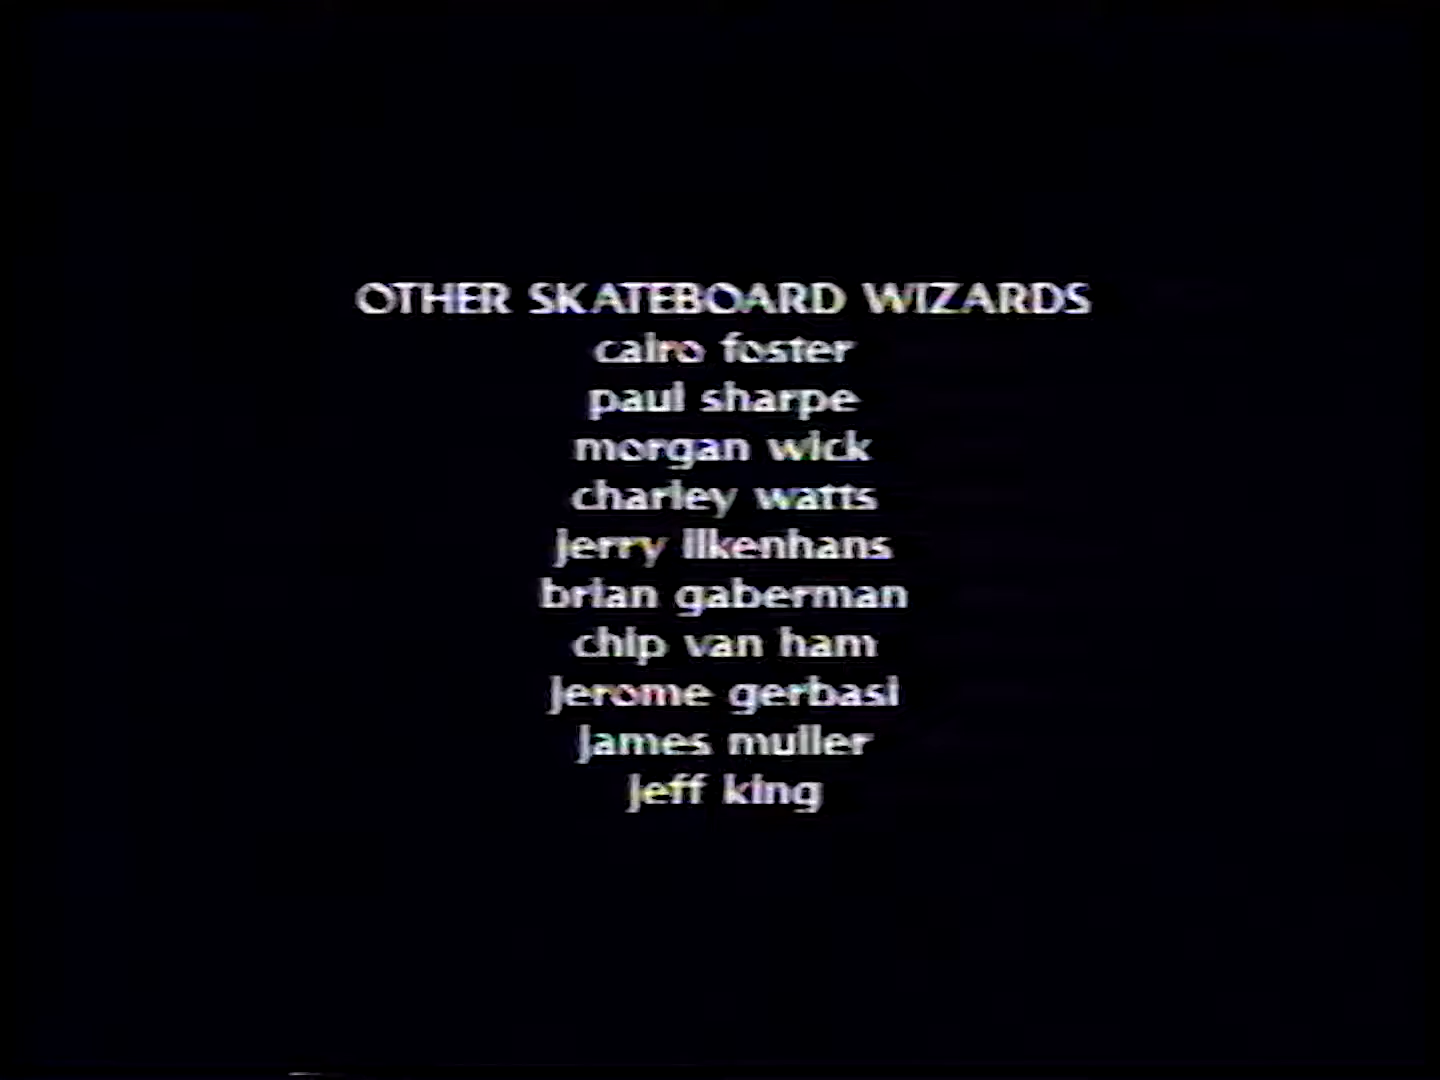 OTHER SKATEBOARD WIZARDS
cairo foster
paul sharpe
morgan wick
charley watts
jerry ilkenhans
brian gaberman
chip van ham
jerome gerbasi
james muller
jeff king